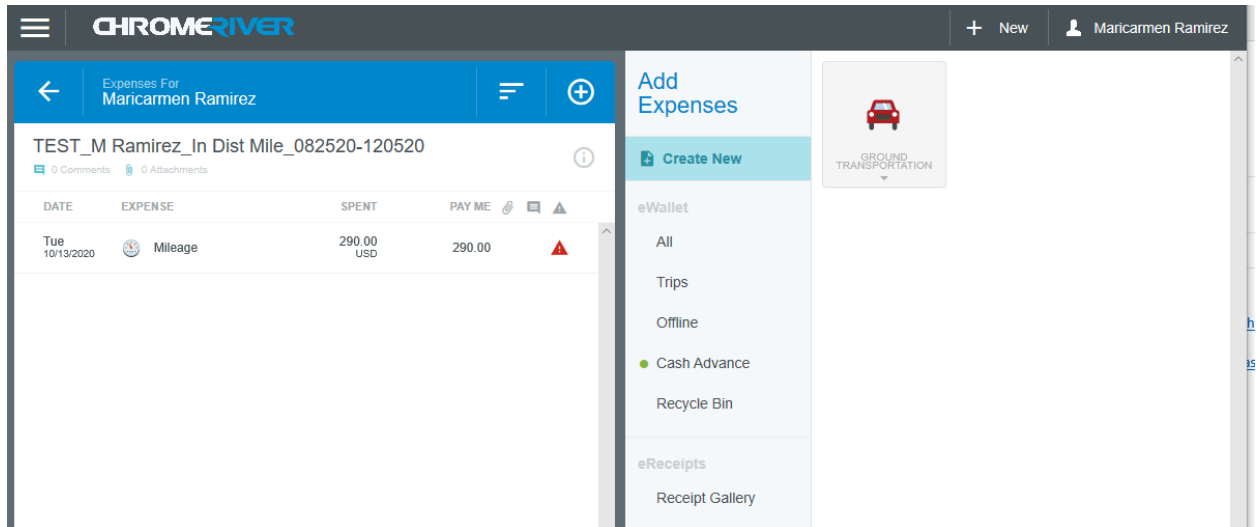 CHROMERIVER
+ New
Maricarmen Ramirez
Expenses For
Maricarmen Ramirez
TEST_M Ramirez_In Dist Mile_082520-120520
0 Comments 0 Attachments
DATE EXPENSE SPENT PAY ME
Tue
10/13/2020
Mileage
290.00
USD
290.00
Add
Expenses
Create New
eWallet
All
Trips
Offline
Cash Advance
Recycle Bin
eReceipts
Receipt Gallery
GROUND
TRANSPORTATION
h
as